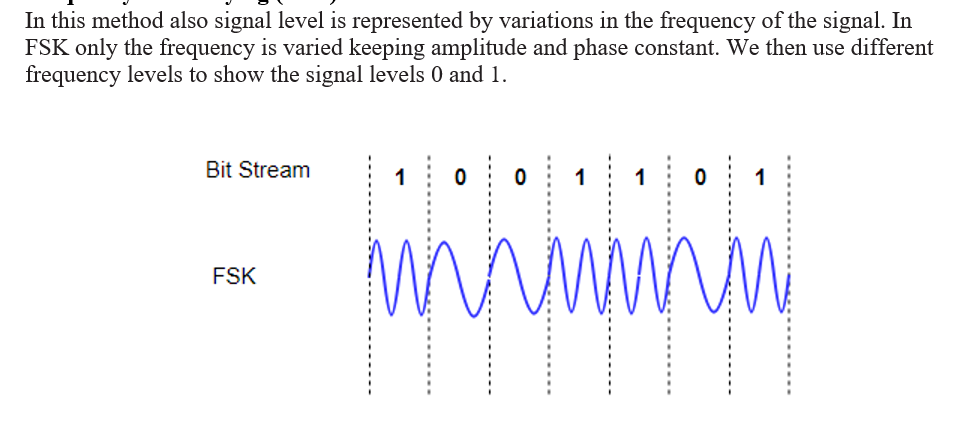 In this method also signal level is represented by variations in the frequency of the signal. In
FSK only the frequency is varied keeping amplitude and phase constant. We then use different
frequency levels to show the signal levels 0 and 1.
Bit Stream 1 0 0 1 1 0 1
FSK